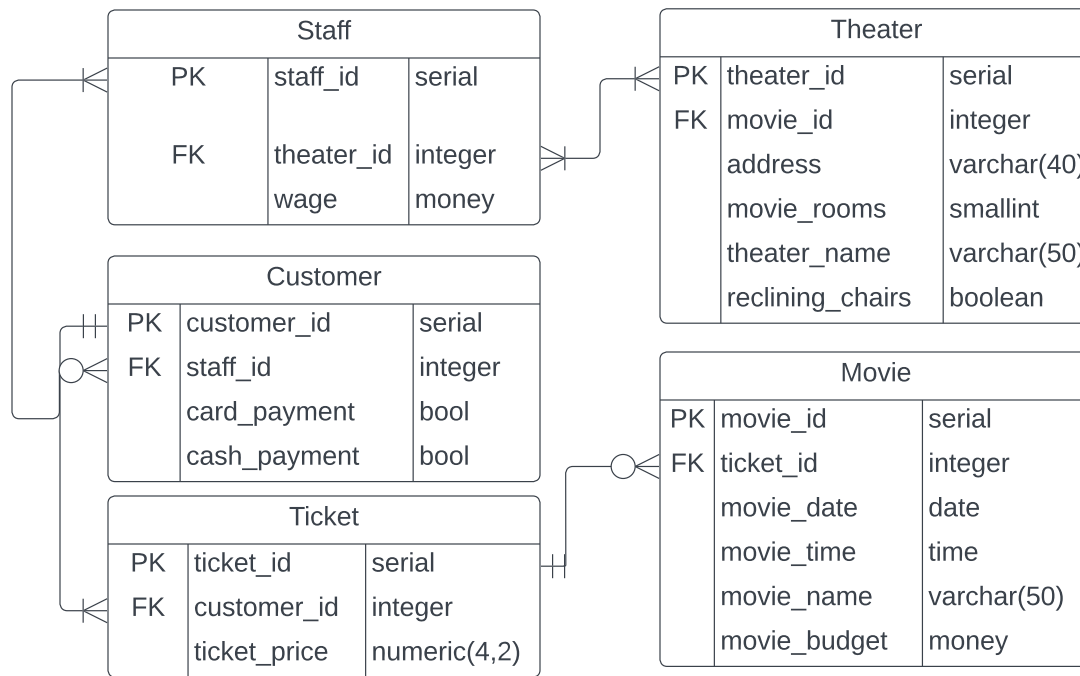 Staff
PK staff_id serial
FK theater_id integer
wage money
Theater
PK theater_id serial
FK movie_id integer
address varchar(40)
movie_rooms smallint
theater_name varchar(50)
reclining_chairs boolean
Customer
PK customer_id serial
FK staff_id integer
card_payment bool
cash_payment bool
Movie
PK movie_id serial
FK ticket_id integer
movie_date date
movie_time time
movie_name varchar(50)
movie_budget money
Ticket
PK ticket_id serial
FK customer_id integer
ticket_price numeric(4,2)